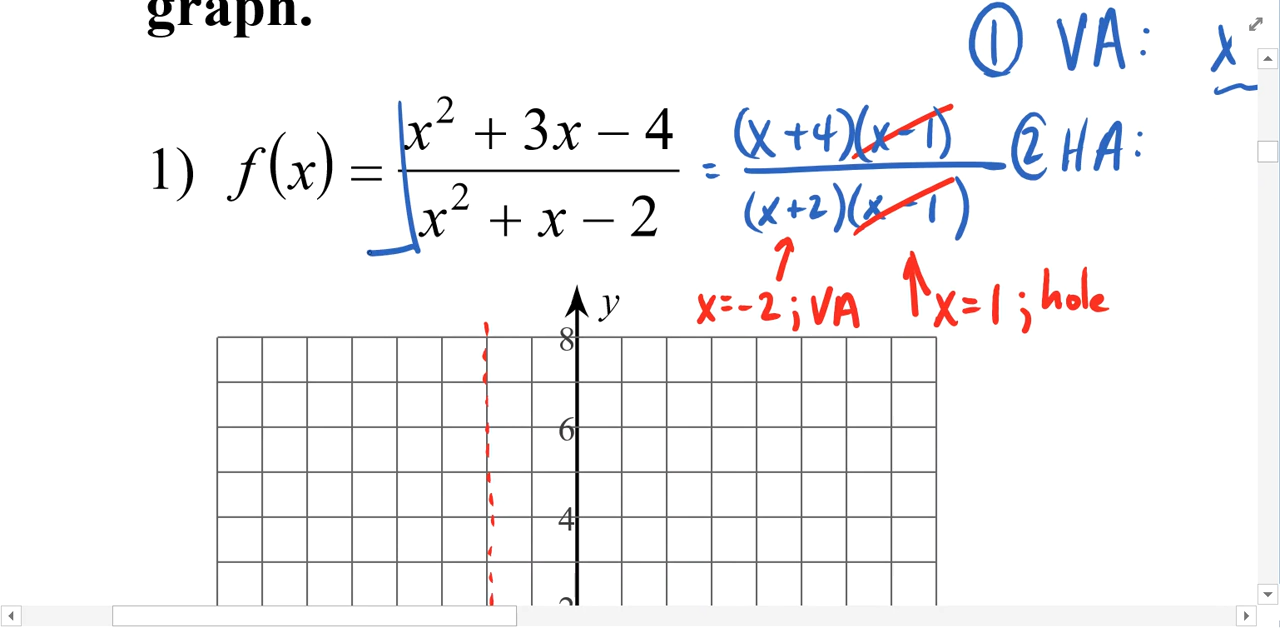 graph.
① VA: x
1) f(x) = x² + 3x − 4 / x² + x − 2 = (x+4)(x−1) / (x+2)(x−1)
② HA:
x=-2; VA x=1; hole
y
8
6
4
2